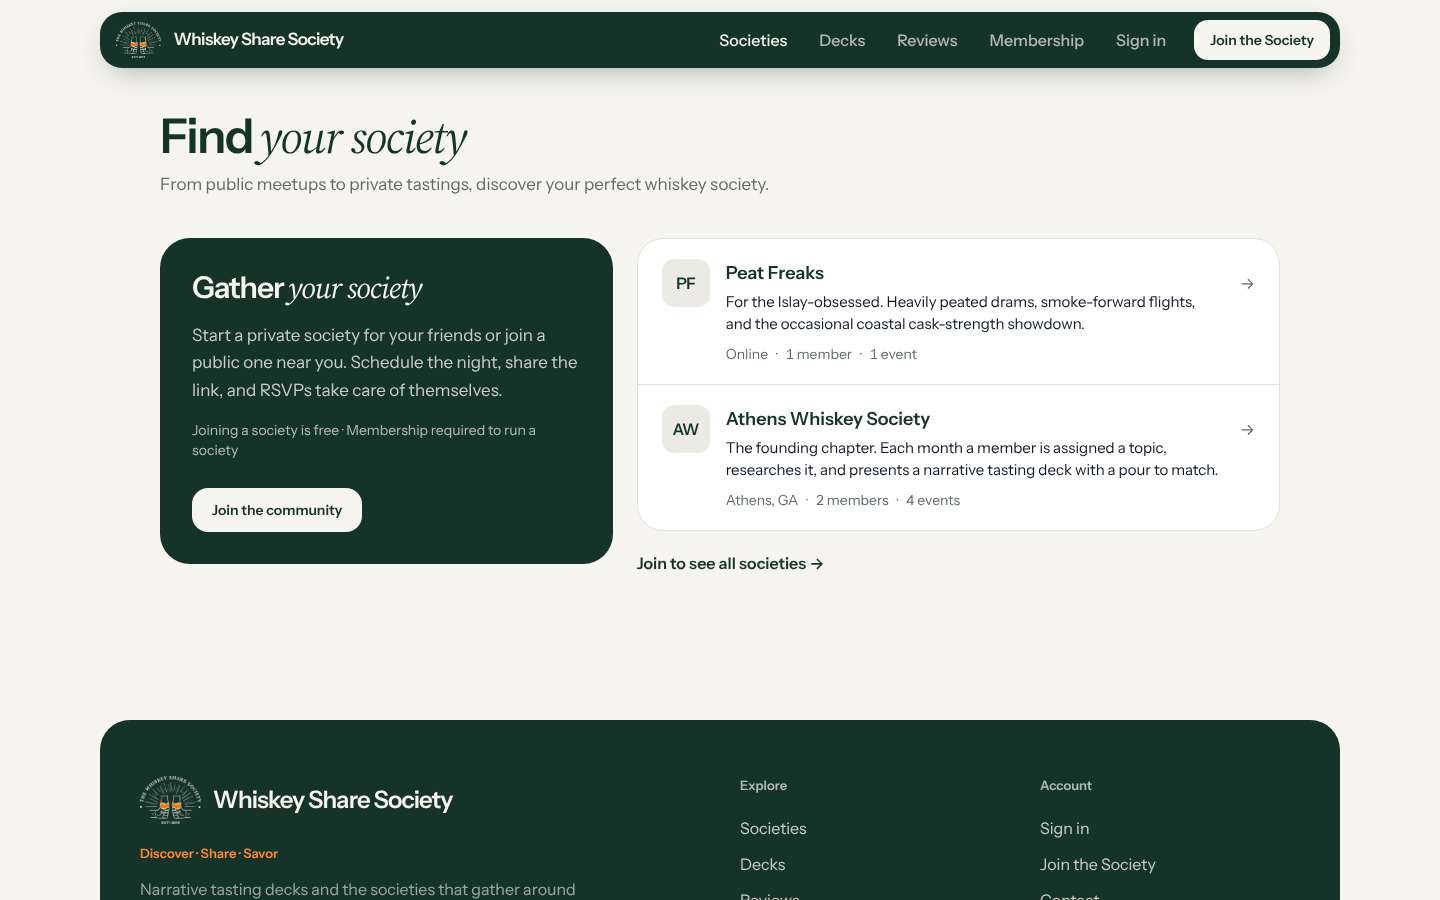 Whiskey Share Society
Societies
Decks
Reviews
Membership
Sign in
Join the Society
Find your society
From public meetups to private tastings, discover your perfect whiskey society.
Gather your society
Start a private society for your friends or join a
public one near you. Schedule the night, share the
link, and RSVPs take care of themselves.
Joining a society is free · Membership required to run a
society
Join the community
PF
Peat Freaks
→
For the Islay-obsessed. Heavily peated drams, smoke-forward flights,
and the occasional coastal cask-strength showdown.
Online · 1 member · 1 event
AW
Athens Whiskey Society
→
The founding chapter. Each month a member is assigned a topic,
researches it, and presents a narrative tasting deck with a pour to match.
Athens, GA · 2 members · 4 events
Join to see all societies →
THE WHISKEY SHARE SOCIETY
Whiskey Share Society
Discover · Share · Savor
Narrative tasting decks and the societies that gather around
Explore
Societies
Decks
Reviews
Account
Sign in
Join the Society
Contact